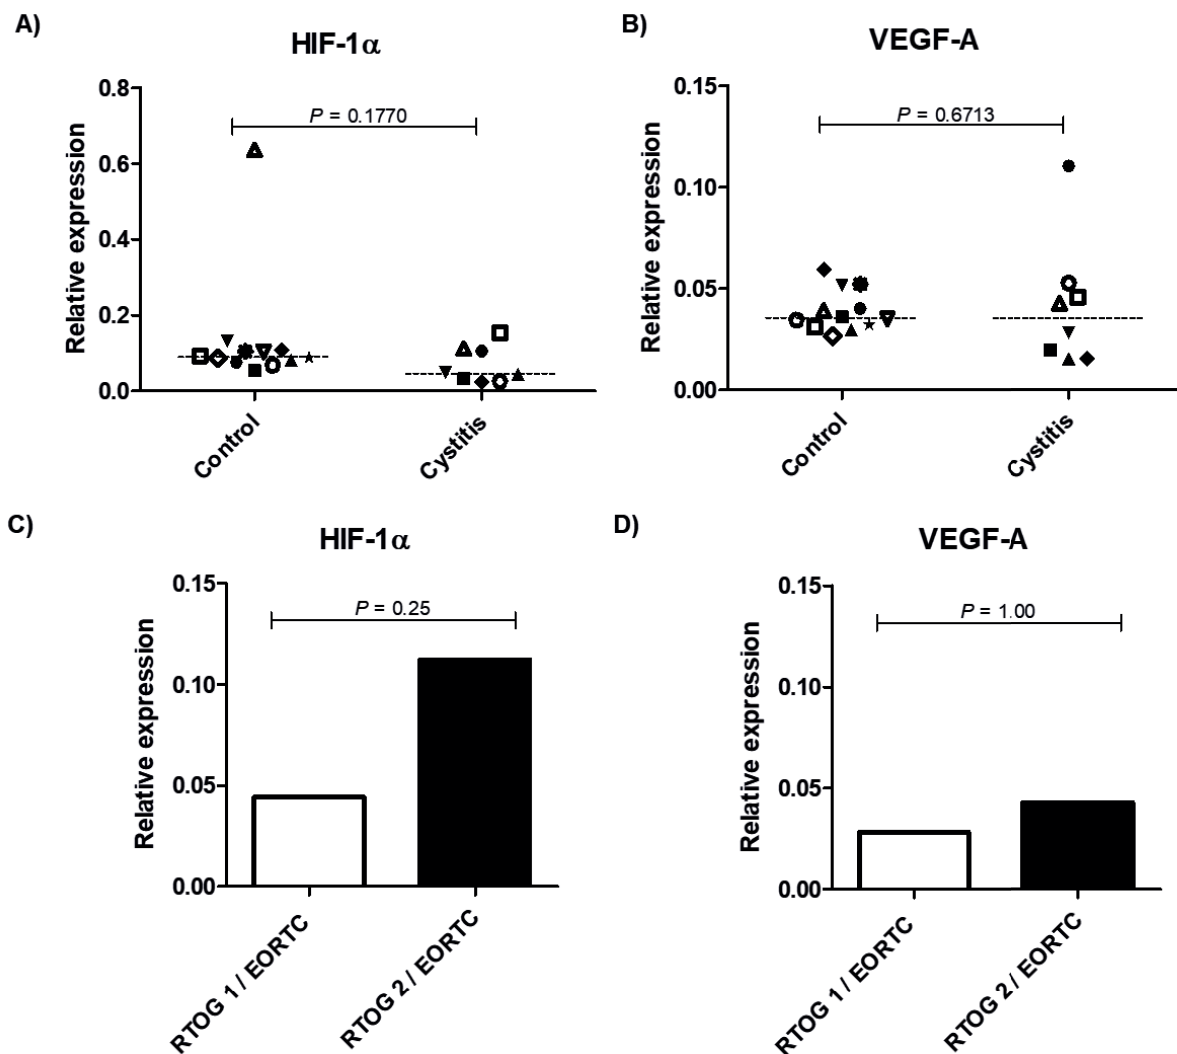 A)
HIF-1α
Relative expression
0.8
0.6
0.4
0.2
0.0
P = 0.1770
Control
Cystitis
B)
VEGF-A
Relative expression
0.15
0.10
0.05
0.00
P = 0.6713
Control
Cystitis
C)
HIF-1α
Relative expression
0.15
0.10
0.05
0.00
P = 0.25
RTOG 1 / EORTC
RTOG 2 / EORTC
D)
VEGF-A
Relative expression
0.15
0.10
0.05
0.00
P = 1.00
RTOG 1 / EORTC
RTOG 2 / EORTC